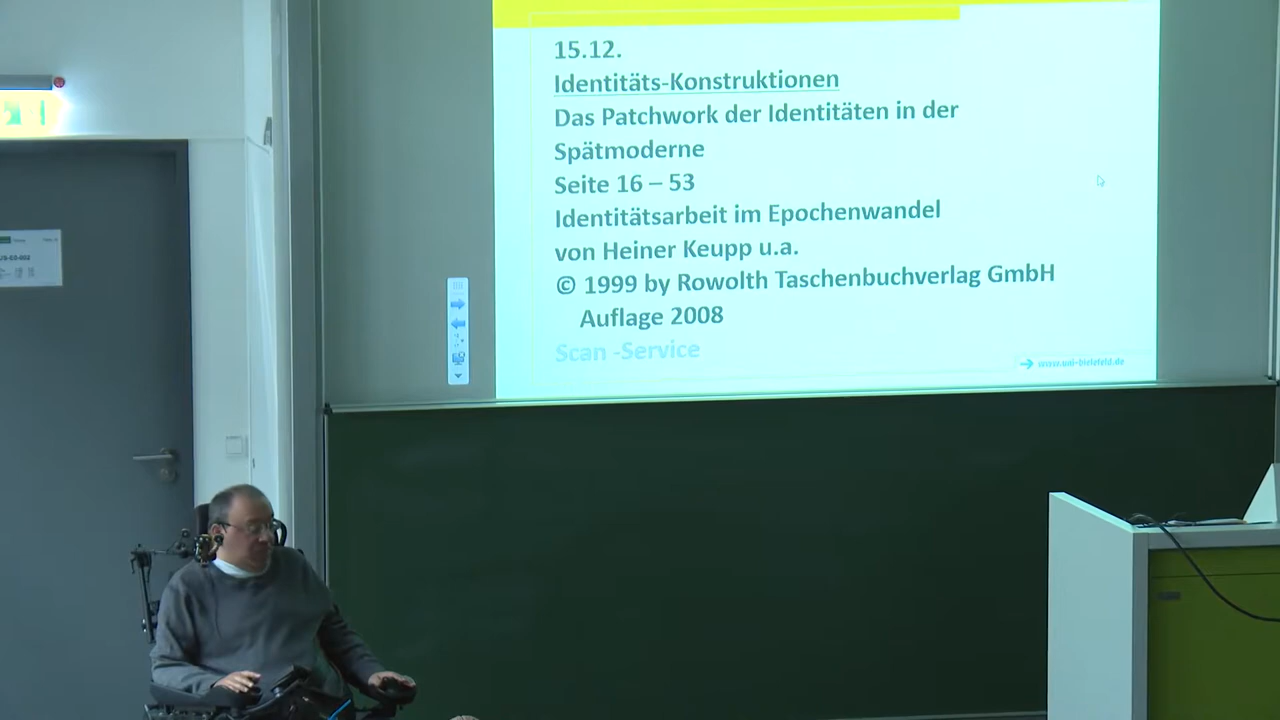 15.12.
Identitäts-Konstruktionen
Das Patchwork der Identitäten in der
Spätmoderne
Seite 16 – 53
Identitätsarbeit im Epochenwandel
von Heiner Keupp u.a.
© 1999 by Rowolth Taschenbuchverlag GmbH
Auflage 2008
Scan -Service
www.uni-bielefeld.de